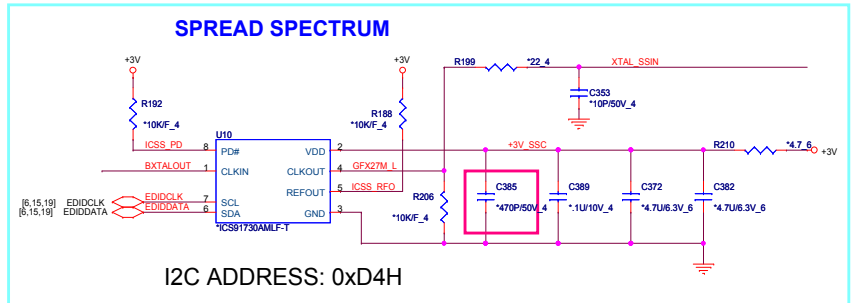 SPREAD SPECTRUM
+3V
+3V
R199
*22_4
XTAL_SSIN
R192
*10K/F_4
R188
*10K/F_4
C353
*10P/50V_4
U10
ICSS_PD
8
PD#
VDD
2
+3V_SSC
R210
*4.7_6
+3V
BXTALOUT
1
CLKIN
CLKOUT
4
GFX27M_L
REFOUT
5
ICSS_RFO
[6,15,19]
EDIDCLK
EDIDCLK
7
SCL
[6,15,19]
EDIDDATA
EDIDDATA
6
SDA
GND
3
*ICS91730AMLF-T
R206
*10K/F_4
C385
*470P/50V_4
C389
*.1U/10V_4
C372
*4.7U/6.3V_6
C382
*4.7U/6.3V_6
I2C ADDRESS: 0xD4H